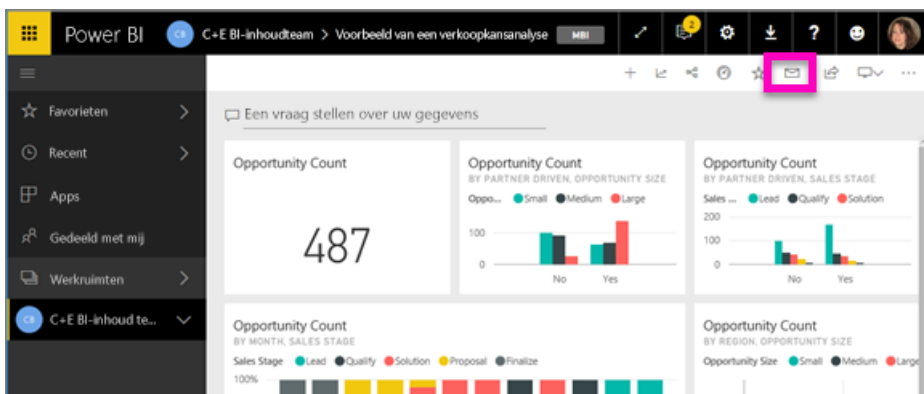 Power BI CB C+E BI-inhoudteam > Voorbeeld van een verkoopkansanalyse MBI 2 ?
Favorieten
Een vraag stellen over uw gegevens
Recent
Apps
Gedeeld met mij
Werkruimten
CB C+E BI-inhoud te...
Opportunity Count
487
Opportunity Count
BY PARTNER DRIVEN, OPPORTUNITY SIZE
Oppo... Small Medium Large
100
0
No Yes
Opportunity Count
BY PARTNER DRIVEN, SALES STAGE
Sales ... Lead Qualify Solution
200
100
0
No Yes
Opportunity Count
BY MONTH, SALES STAGE
Sales Stage Lead Qualify Solution Proposal Finalize
100%
Opportunity Count
BY REGION, OPPORTUNITY SIZE
Opportunity Size Small Medium Large